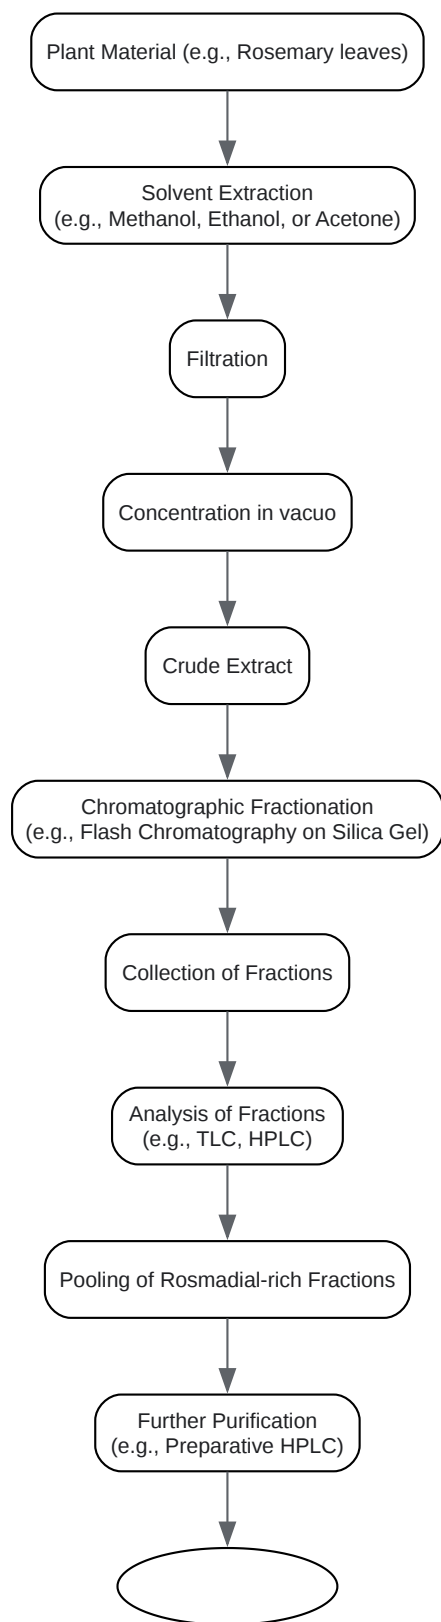 Plant Material (e.g., Rosemary leaves)
Solvent Extraction
(e.g., Methanol, Ethanol, or Acetone)
Filtration
Concentration in vacuo
Crude Extract
Chromatographic Fractionation
(e.g., Flash Chromatography on Silica Gel)
Collection of Fractions
Analysis of Fractions
(e.g., TLC, HPLC)
Pooling of Rosmadial-rich Fractions
Further Purification
(e.g., Preparative HPLC)